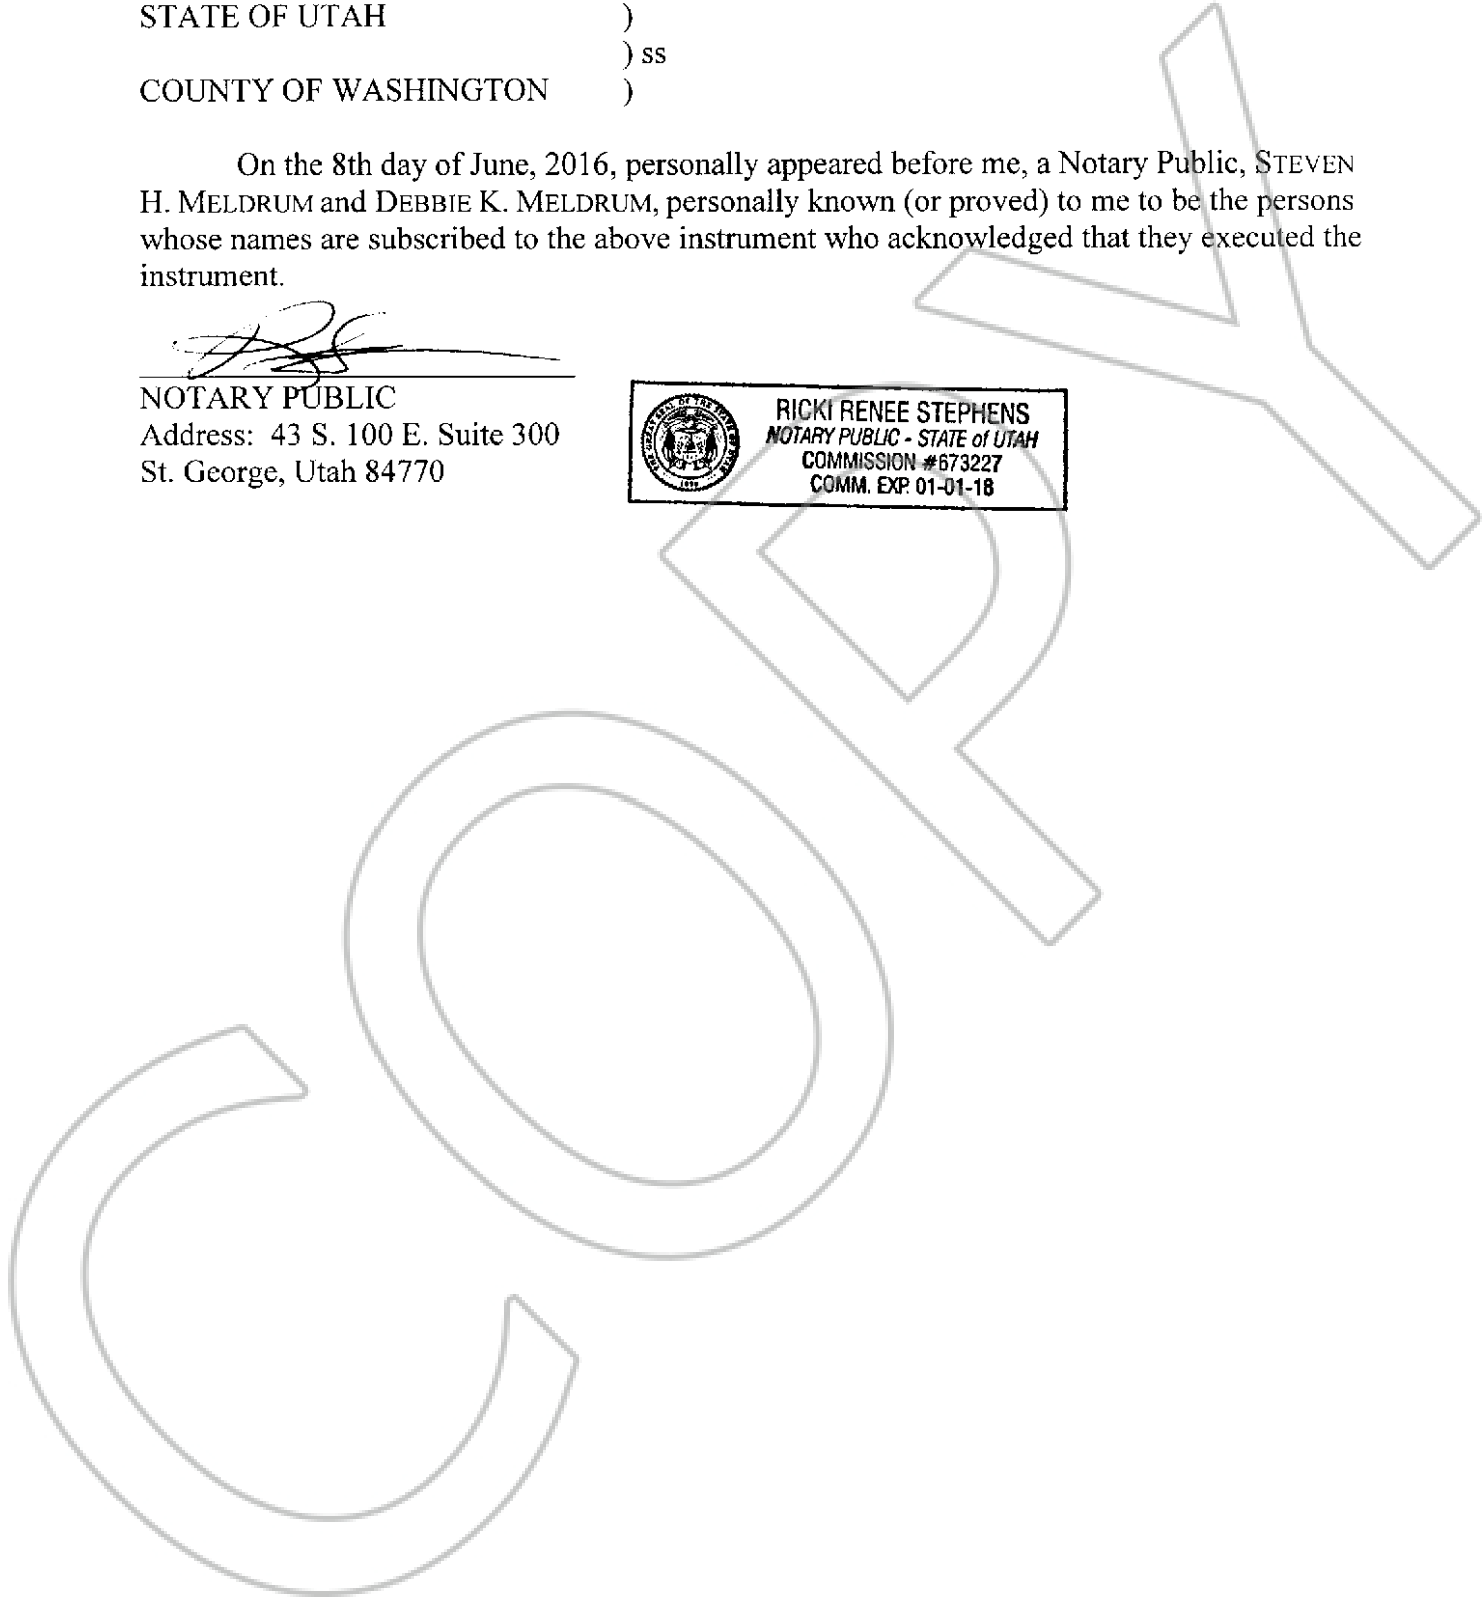 STATE OF UTAH )
) ss
COUNTY OF WASHINGTON )
On the 8th day of June, 2016, personally appeared before me, a Notary Public, STEVEN
H. MELDRUM and DEBBIE K. MELDRUM, personally known (or proved) to me to be the persons
whose names are subscribed to the above instrument who acknowledged that they executed the
instrument.
NOTARY PUBLIC
Address: 43 S. 100 E. Suite 300
St. George, Utah 84770
RICKI RENEE STEPHENS
NOTARY PUBLIC - STATE of UTAH
COMMISSION #673227
COMM. EXP. 01-01-18
COPY